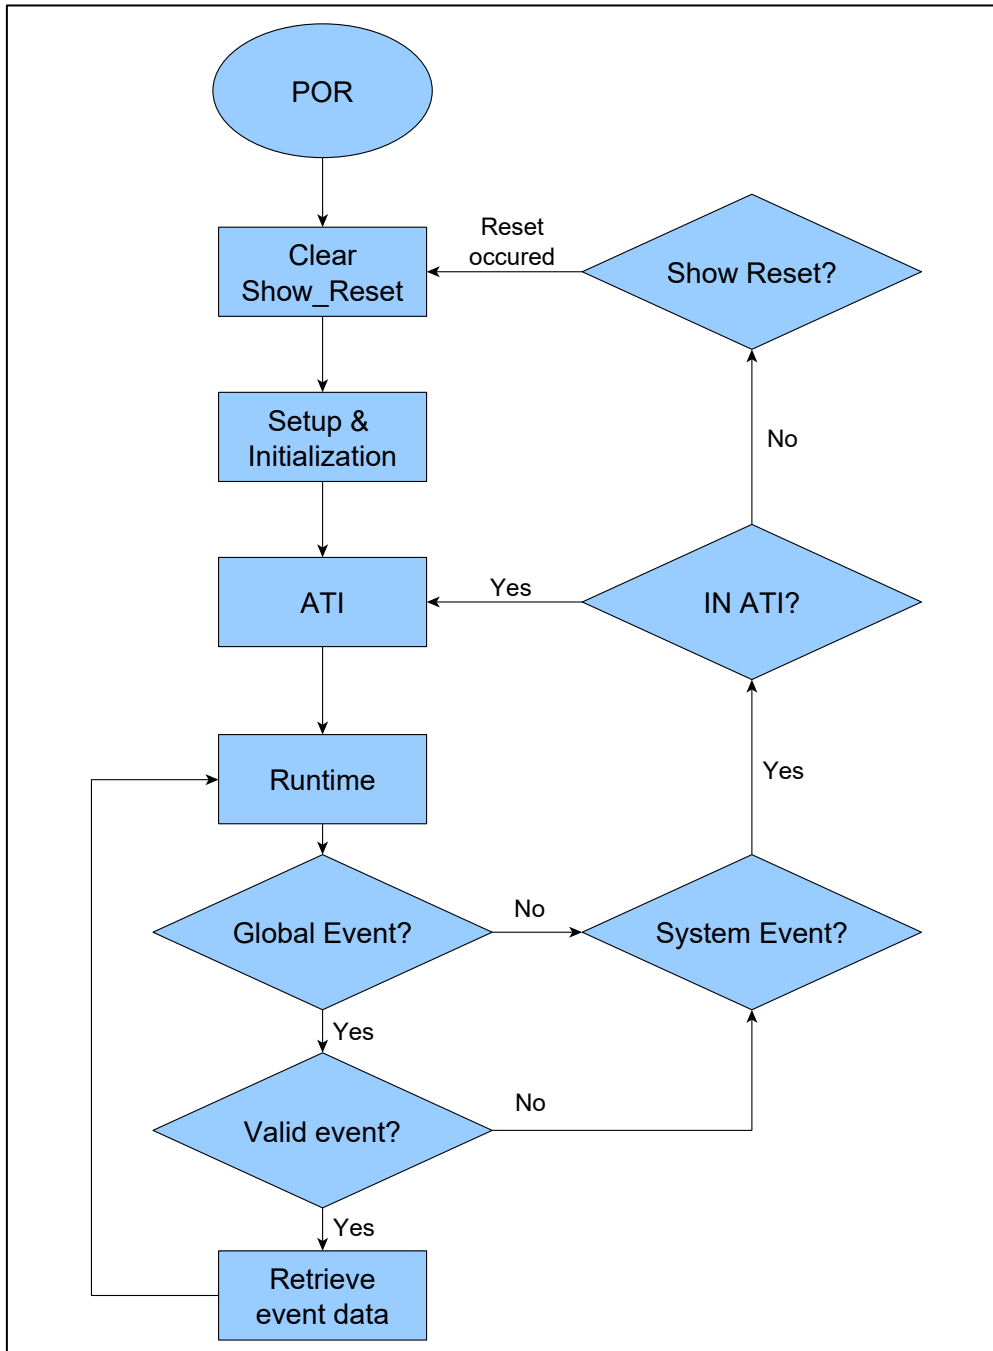 POR
Clear
Show_Reset
Reset
occured
Show Reset?
Setup &
Initialization
No
ATI
Yes
IN ATI?
Runtime
Yes
Global Event?
No
System Event?
Yes
Valid event?
No
Yes
Retrieve
event data